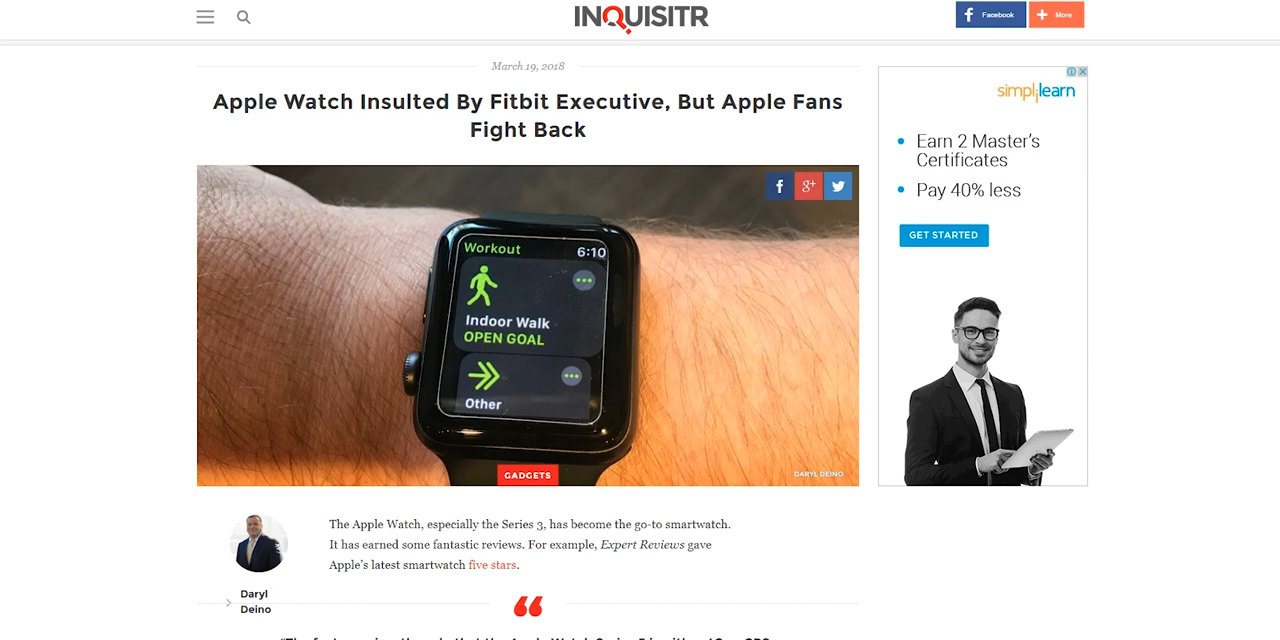 INQUISITR
Facebook
More
March 19, 2018
Apple Watch Insulted By Fitbit Executive, But Apple Fans
Fight Back
Workout
6:10
Indoor Walk
OPEN GOAL
Other
GADGETS
DARYL DEINO
simplilearn
Earn 2 Master’s
Certificates
Pay 40% less
GET STARTED
The Apple Watch, especially the Series 3, has become the go-to smartwatch.
It has earned some fantastic reviews. For example, Expert Reviews gave
Apple’s latest smartwatch five stars.
Daryl
Deino